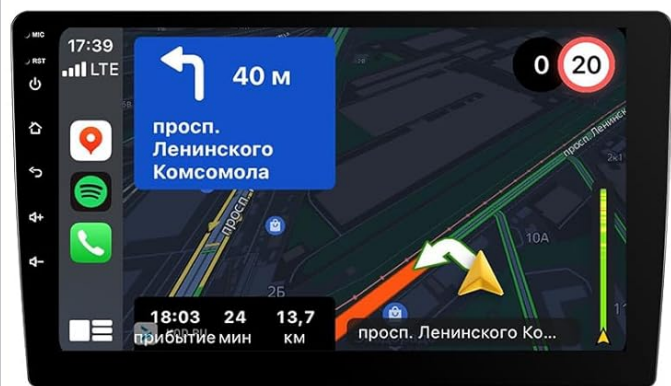 MIC
RST
17:39
LTE
40 м
просп.
Ленинского
Комсомола
0
20
просп.
2к1
10А
2Б
18:03 24 13,7
прибытие мин км
просп. Ленинского Ко...